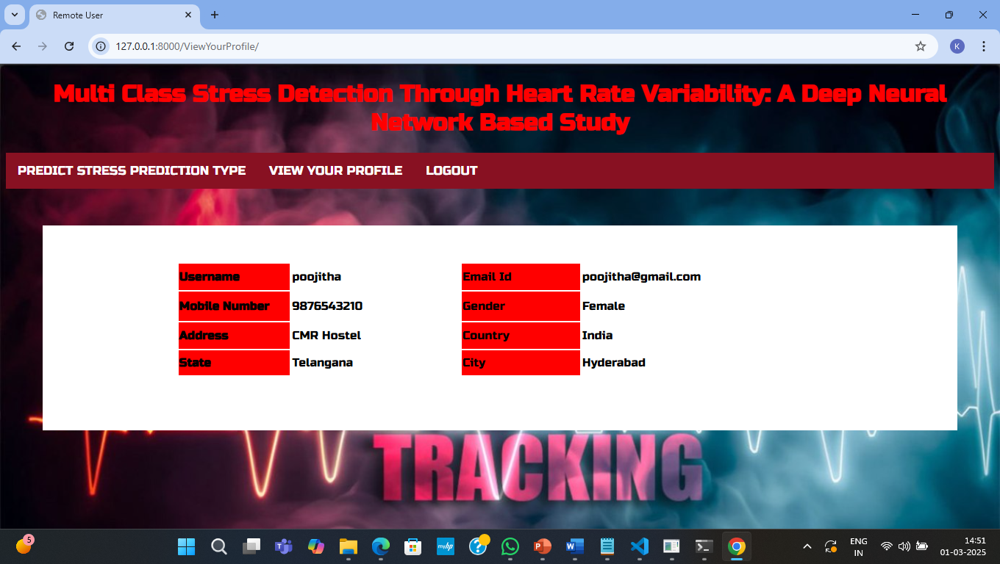 Remote User
127.0.0.1:8000/ViewYourProfile/
K
Multi Class Stress Detection Through Heart Rate Variability: A Deep Neural
Network Based Study
PREDICT STRESS PREDICTION TYPE VIEW YOUR PROFILE LOGOUT
Username poojitha Email Id poojitha@gmail.com
Mobile Number 9876543210 Gender Female
Address CMR Hostel Country India
State Telangana City Hyderabad
TRACKING
5
myhp
ENG
IN
14:51
01-03-2025